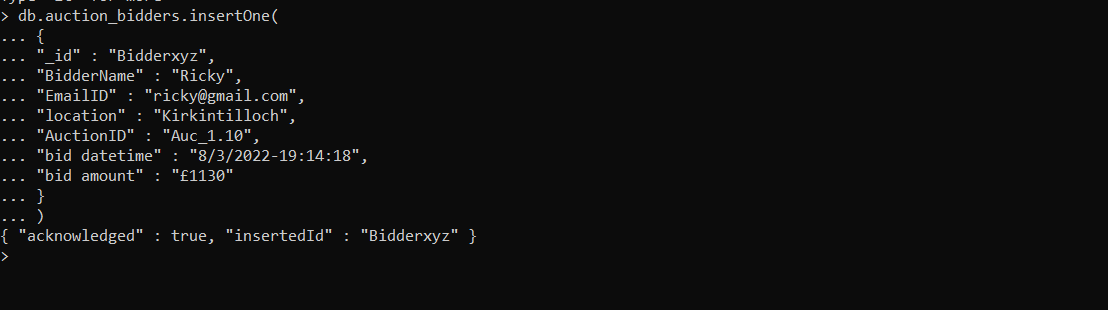 > db.auction_bidders.insertOne(
... {
... "_id" : "Bidderxyz",
... "BidderName" : "Ricky",
... "EmailID" : "ricky@gmail.com",
... "location" : "Kirkintilloch",
... "AuctionID" : "Auc_1.10",
... "bid datetime" : "8/3/2022-19:14:18",
... "bid amount" : "£1130"
... }
... )
{ "acknowledged" : true, "insertedId" : "Bidderxyz" }
>